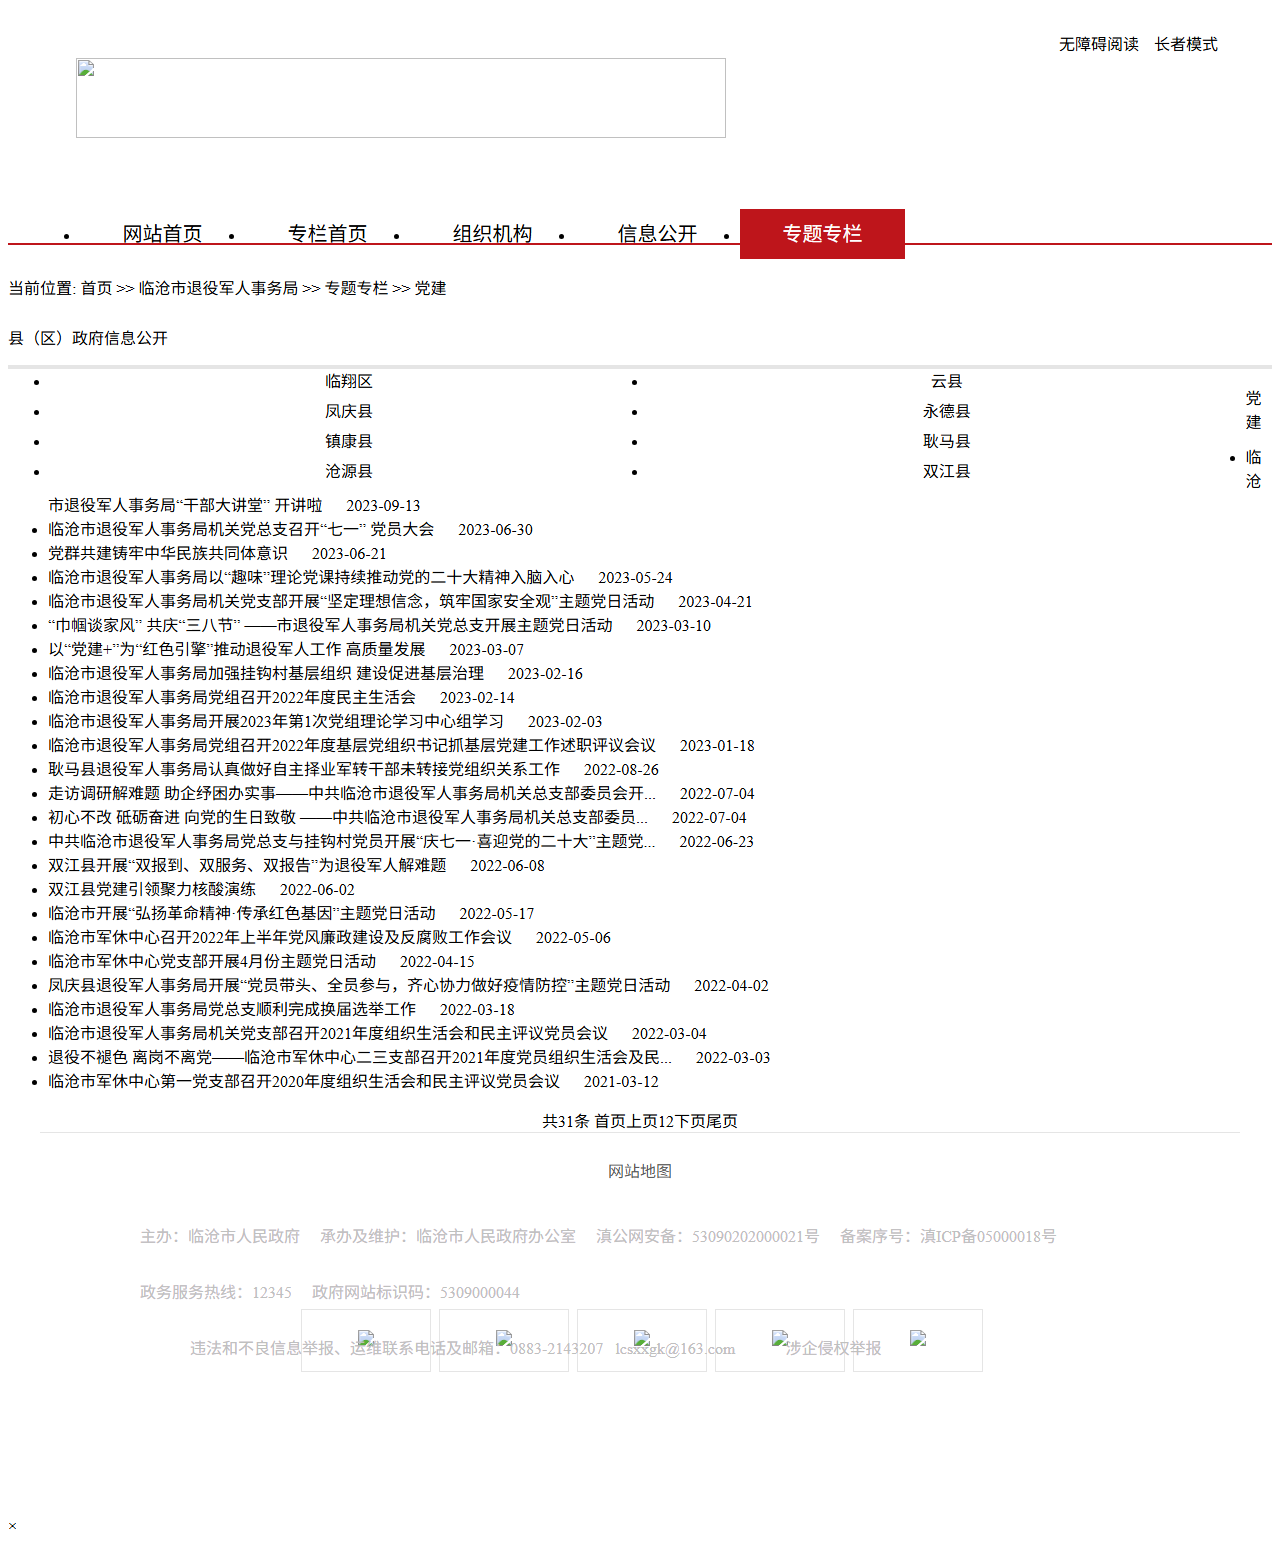 无障碍阅读 长者模式
网站首页 专栏首页 组织机构 信息公开 专题专栏
当前位置: 首页 >> 临沧市退役军人事务局 >> 专题专栏 >> 党建
县（区）政府信息公开
临翔区 云县
凤庆县 永德县
镇康县 耿马县
沧源县 双江县
党
建
临
沧
市退役军人事务局“干部大讲堂” 开讲啦 2023-09-13
临沧市退役军人事务局机关党总支召开“七一” 党员大会 2023-06-30
党群共建铸牢中华民族共同体意识 2023-06-21
临沧市退役军人事务局以“趣味”理论党课持续推动党的二十大精神入脑入心 2023-05-24
临沧市退役军人事务局机关党支部开展“坚定理想信念，筑牢国家安全观”主题党日活动 2023-04-21
“巾帼谈家风” 共庆“三八节” ——市退役军人事务局机关党总支开展主题党日活动 2023-03-10
以“党建+”为“红色引擎”推动退役军人工作 高质量发展 2023-03-07
临沧市退役军人事务局加强挂钩村基层组织 建设促进基层治理 2023-02-16
临沧市退役军人事务局党组召开2022年度民主生活会 2023-02-14
临沧市退役军人事务局开展2023年第1次党组理论学习中心组学习 2023-02-03
临沧市退役军人事务局党组召开2022年度基层党组织书记抓基层党建工作述职评议会议 2023-01-18
耿马县退役军人事务局认真做好自主择业军转干部未转接党组织关系工作 2022-08-26
走访调研解难题 助企纾困办实事——中共临沧市退役军人事务局机关总支部委员会开... 2022-07-04
初心不改 砥砺奋进 向党的生日致敬 ——中共临沧市退役军人事务局机关总支部委员... 2022-07-04
中共临沧市退役军人事务局党总支与挂钩村党员开展“庆七一·喜迎党的二十大”主题党... 2022-06-23
双江县开展“双报到、双服务、双报告”为退役军人解难题 2022-06-08
双江县党建引领聚力核酸演练 2022-06-02
临沧市开展“弘扬革命精神·传承红色基因”主题党日活动 2022-05-17
临沧市军休中心召开2022年上半年党风廉政建设及反腐败工作会议 2022-05-06
临沧市军休中心党支部开展4月份主题党日活动 2022-04-15
凤庆县退役军人事务局开展“党员带头、全员参与，齐心协力做好疫情防控”主题党日活动 2022-04-02
临沧市退役军人事务局党总支顺利完成换届选举工作 2022-03-18
临沧市退役军人事务局机关党支部召开2021年度组织生活会和民主评议党员会议 2022-03-04
退役不褪色 离岗不离党——临沧市军休中心二三支部召开2021年度党员组织生活会及民... 2022-03-03
临沧市军休中心第一党支部召开2020年度组织生活会和民主评议党员会议 2021-03-12
共31条 首页上页12下页尾页
网站地图
主办：临沧市人民政府 承办及维护：临沧市人民政府办公室 滇公网安备：53090202000021号 备案序号：滇ICP备05000018号
政务服务热线：12345 政府网站标识码：5309000044
违法和不良信息举报、运维联系电话及邮箱：0883-2143207 lcsxxgk@163.com 涉企侵权举报
×